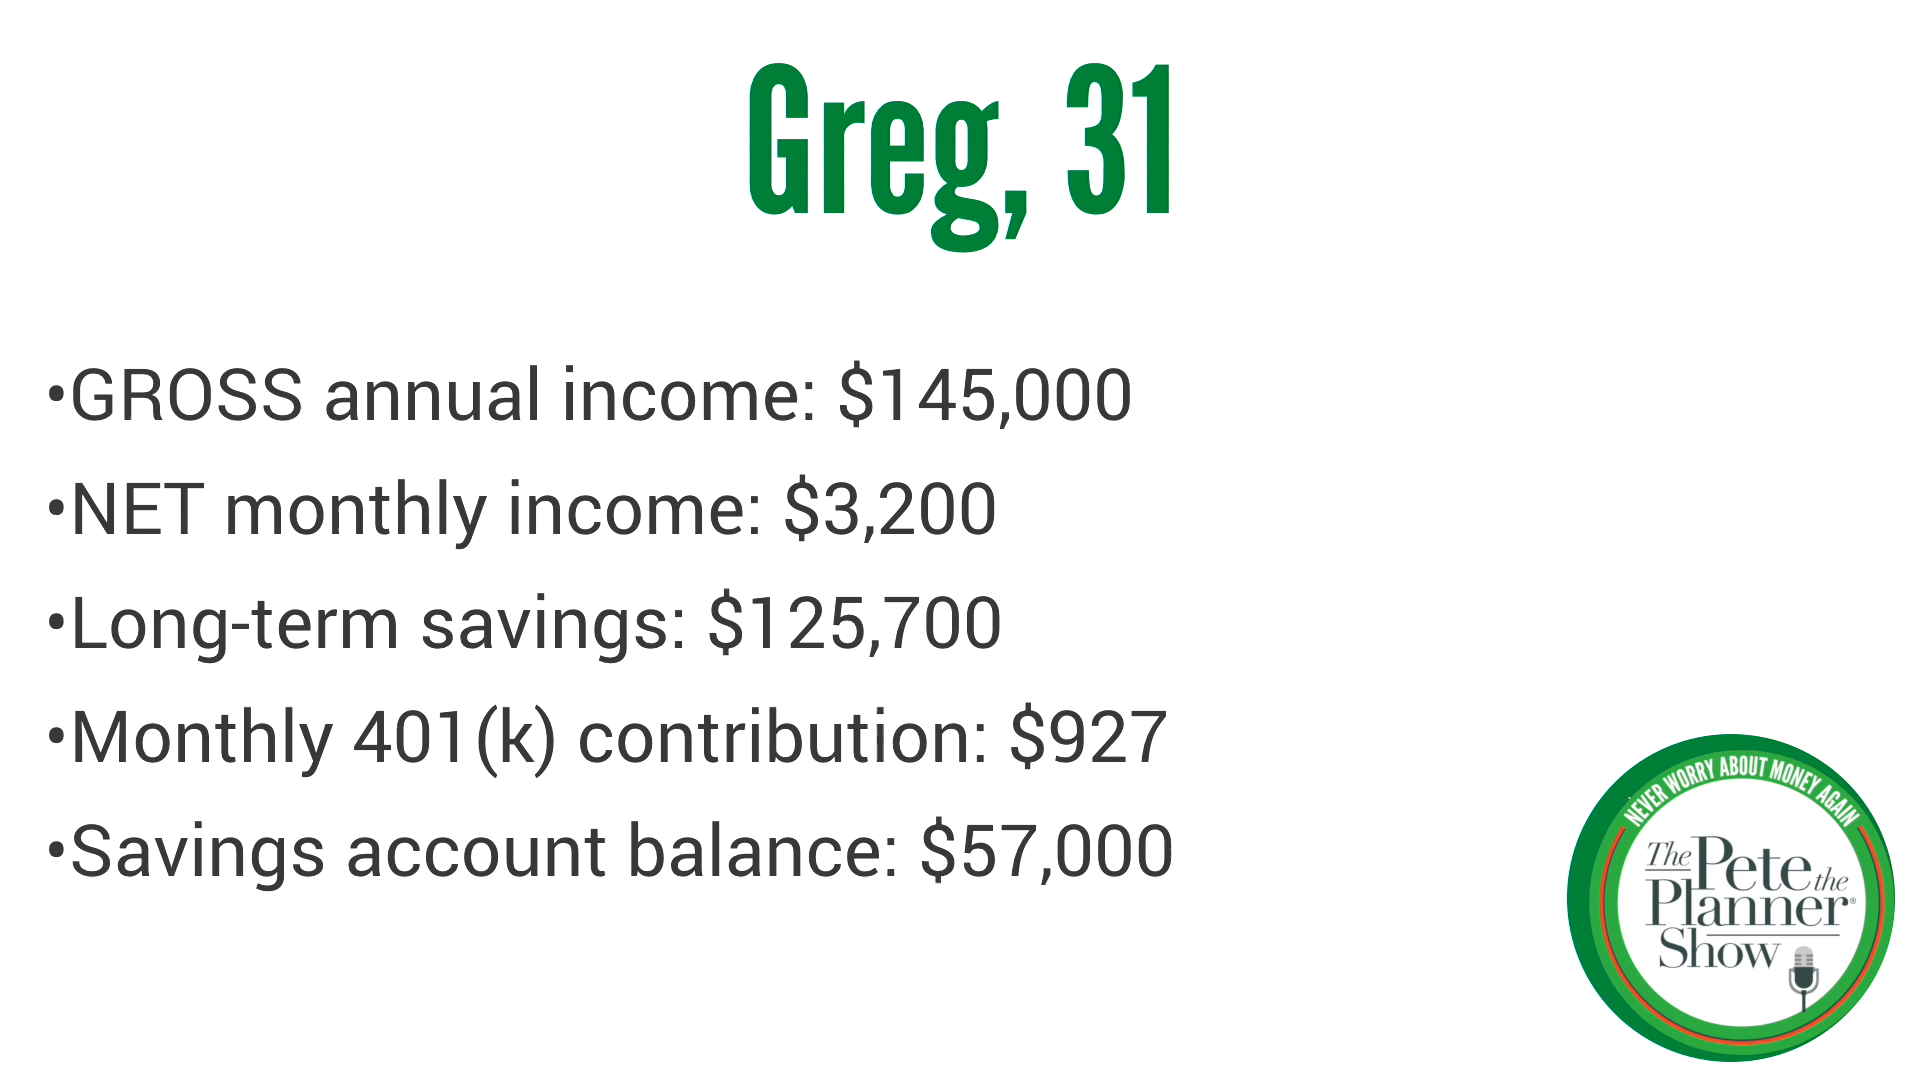 Greg, 31
•GROSS annual income: $145,000
•NET monthly income: $3,200
•Long-term savings: $125,700
•Monthly 401(k) contribution: $927
•Savings account balance: $57,000
NEVER WORRY ABOUT MONEY AGAIN
The Pete the
Planner®
Show